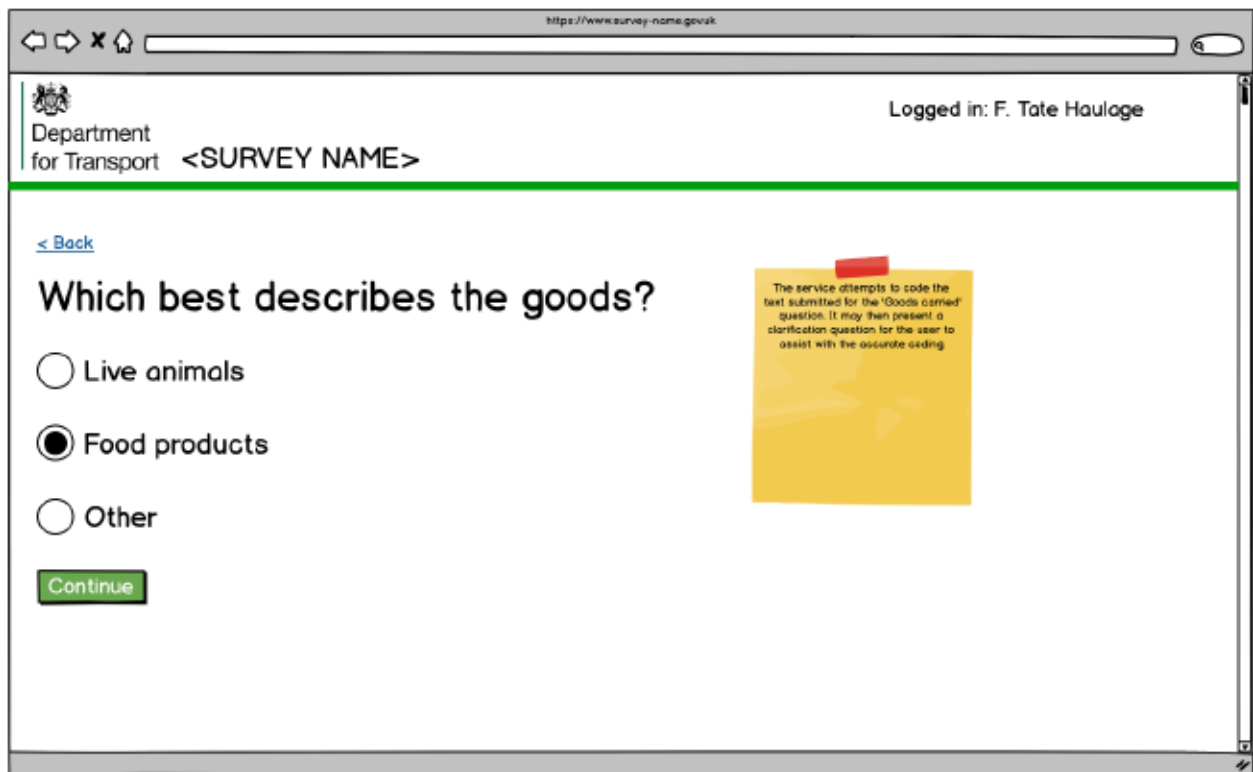 https://www.survey-name.gov.uk
Department
for Transport <SURVEY NAME>
Logged in: F. Tate Haulage
< Back
Which best describes the goods?
Live animals
Food products
Other
Continue
The service attempts to code the
text submitted for the 'Goods carried'
question. It may then present a
clarification question for the user to
assist with the accurate coding.